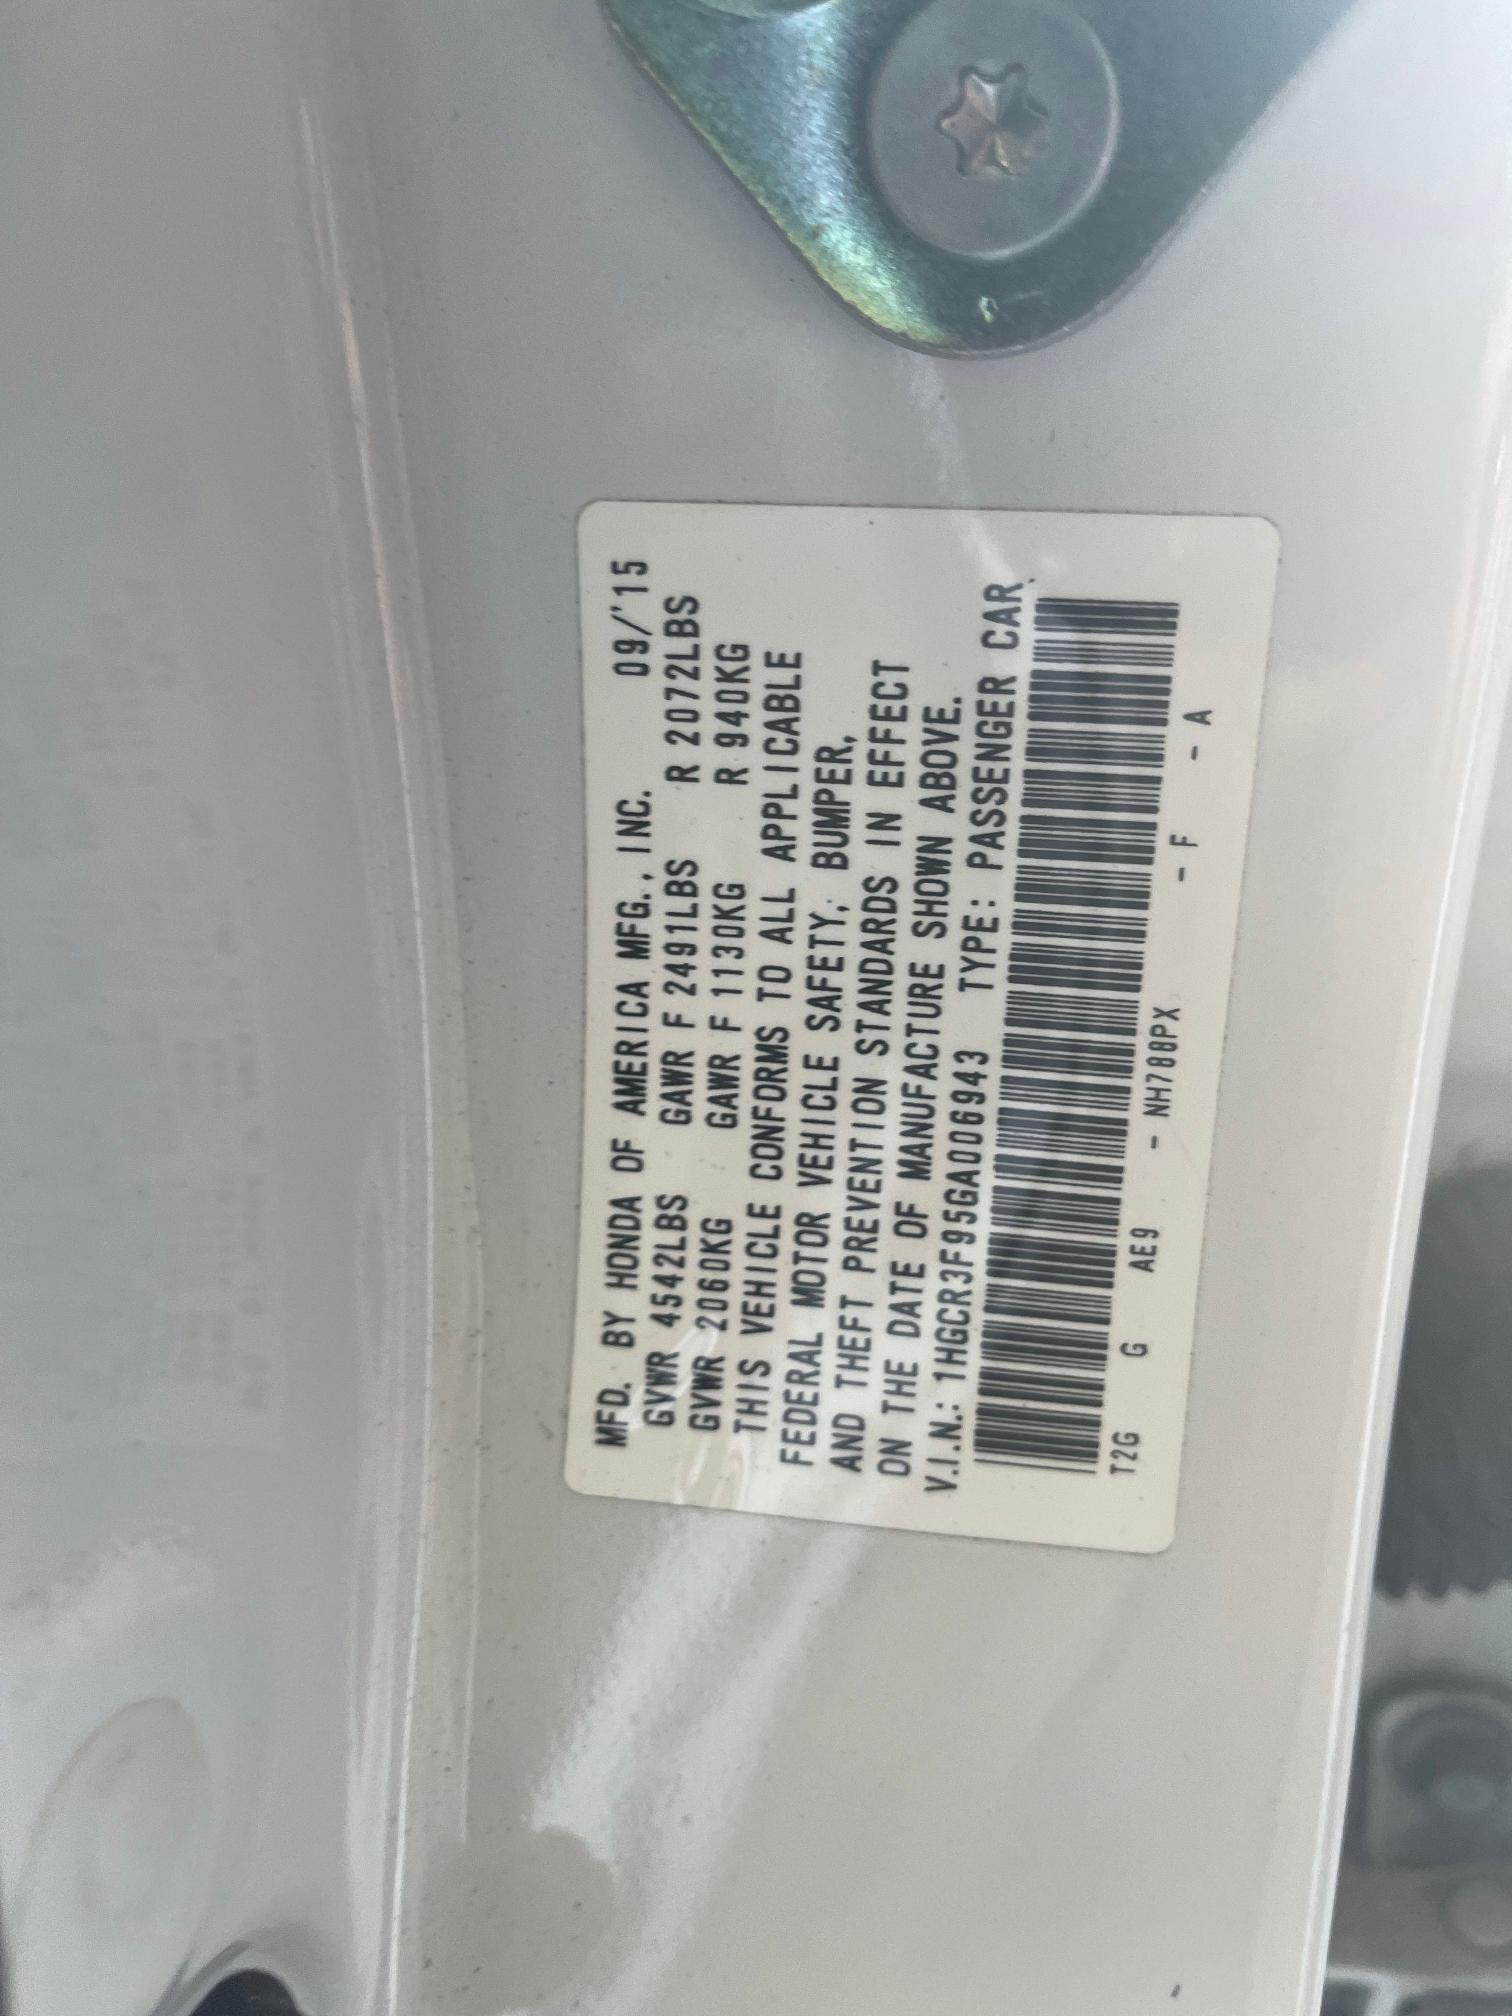 MFD. BY HONDA OF AMERICA MFG., INC. 09/'15
GVWR 4542LBS GAWR F 2491LBS R 2072LBS
GVWR 2060KG GAWR F 1130KG R 940KG
THIS VEHICLE CONFORMS TO ALL APPLICABLE
FEDERAL MOTOR VEHICLE SAFETY, BUMPER,
AND THEFT PREVENTION STANDARDS IN EFFECT
ON THE DATE OF MANUFACTURE SHOWN ABOVE.
V.I.N.: 1HGCR3F95GA006943 TYPE: PASSENGER CAR
T2G G AE9 - NH788PX - F - A